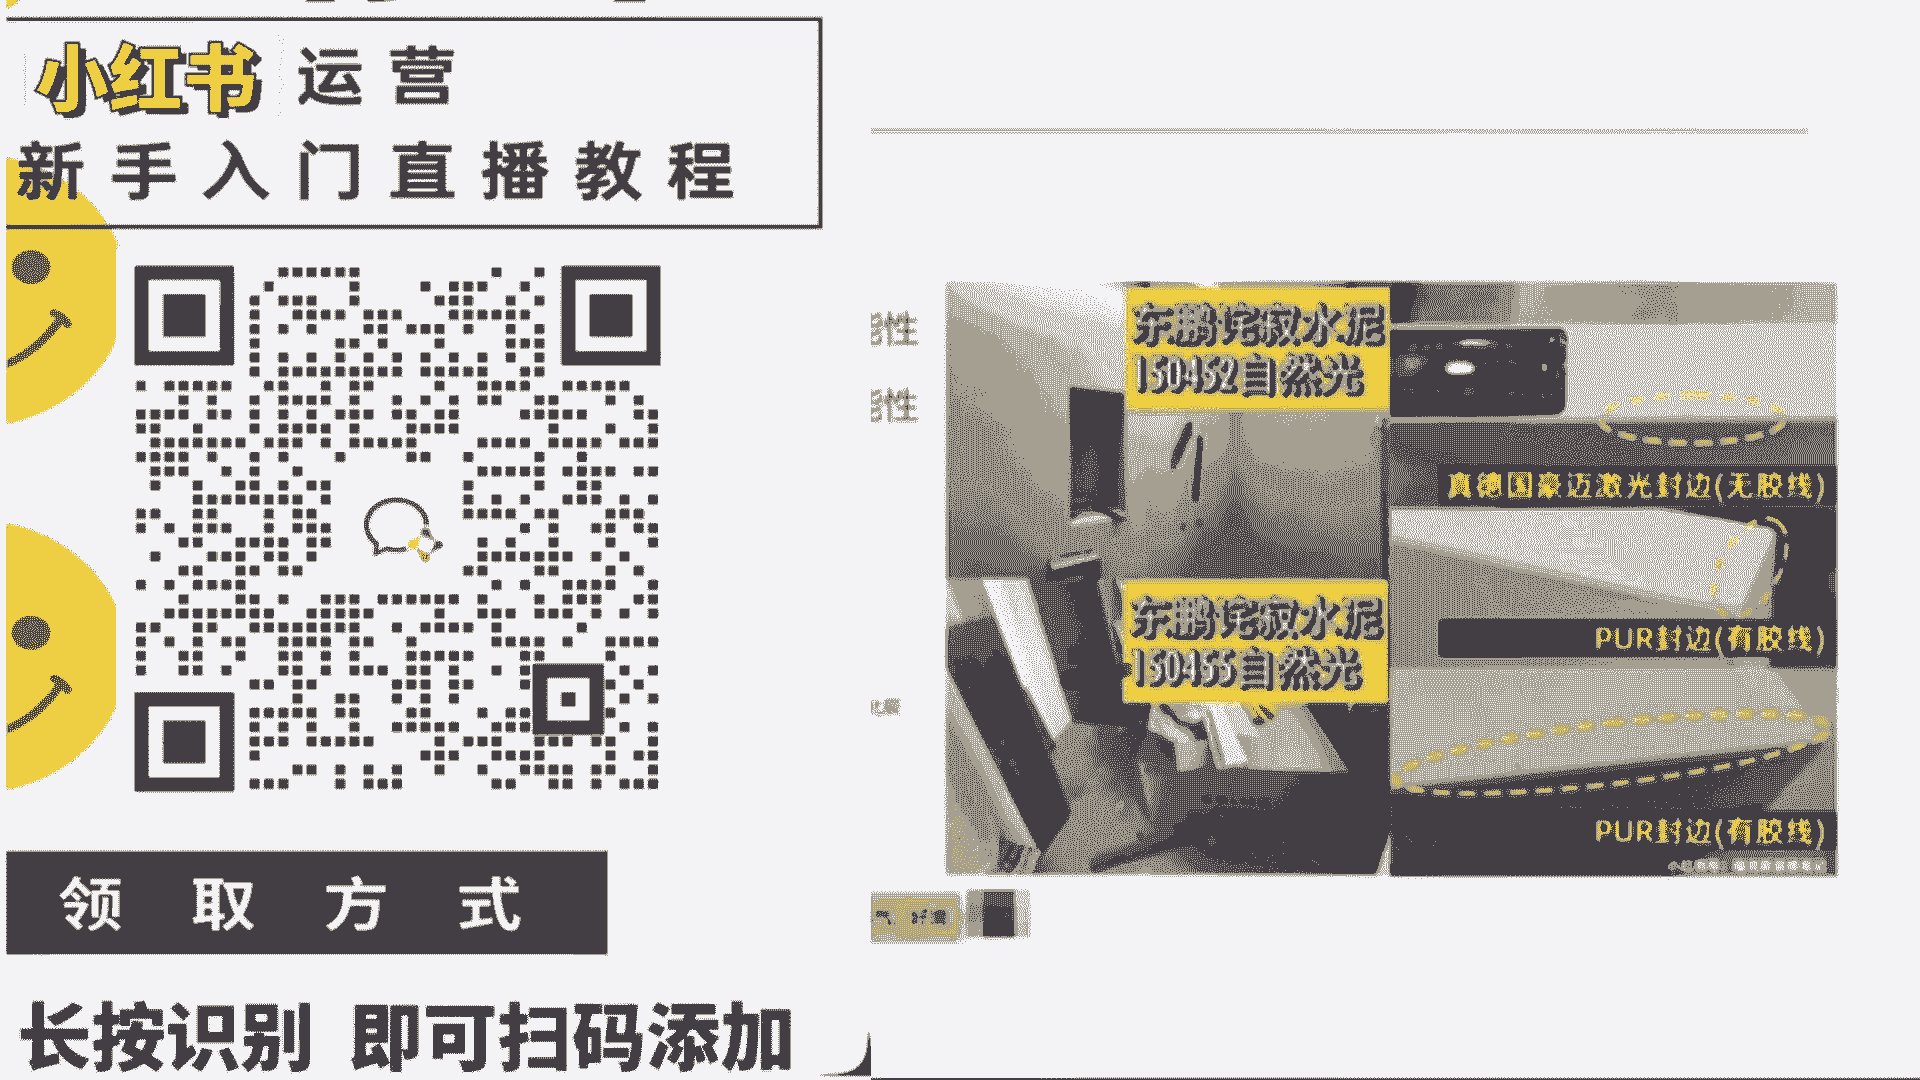 小红书 运营
新手入门直播教程
领取方式
长按识别 即可扫码添加
性
性
东鹏侘寂水泥
150452自然光
东鹏侘寂水泥
150455自然光
真德国豪迈激光封边(无胶线)
PUR封边(有胶线)
PUR封边(有胶线)